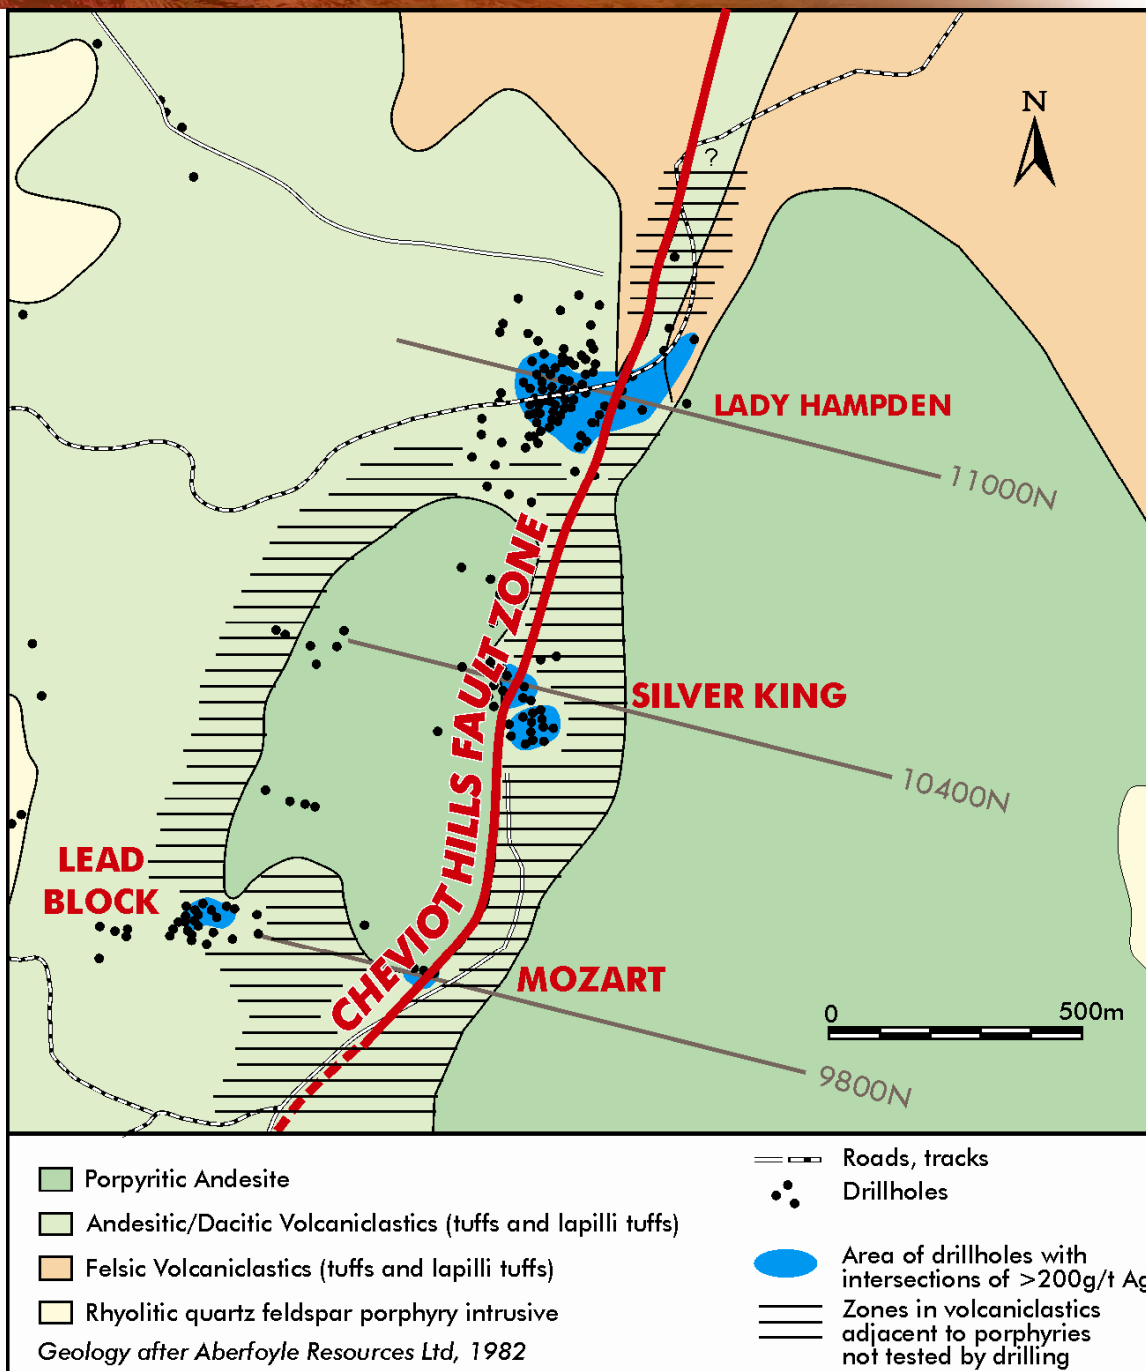 N
?
LADY HAMPDEN
11000N
CHEVIOT HILLS FAULT ZONE
SILVER KING
10400N
LEAD
BLOCK
MOZART
0 500m
9800N
Porpyritic Andesite
Andesitic/Dacitic Volcaniclastics (tuffs and lapilli tuffs)
Felsic Volcaniclastics (tuffs and lapilli tuffs)
Rhyolitic quartz feldspar porphyry intrusive
Geology after Aberfoyle Resources Ltd, 1982
Roads, tracks
Drillholes
Area of drillholes with
intersections of >200g/t Ag
Zones in volcaniclastics
adjacent to porphyries
not tested by drilling